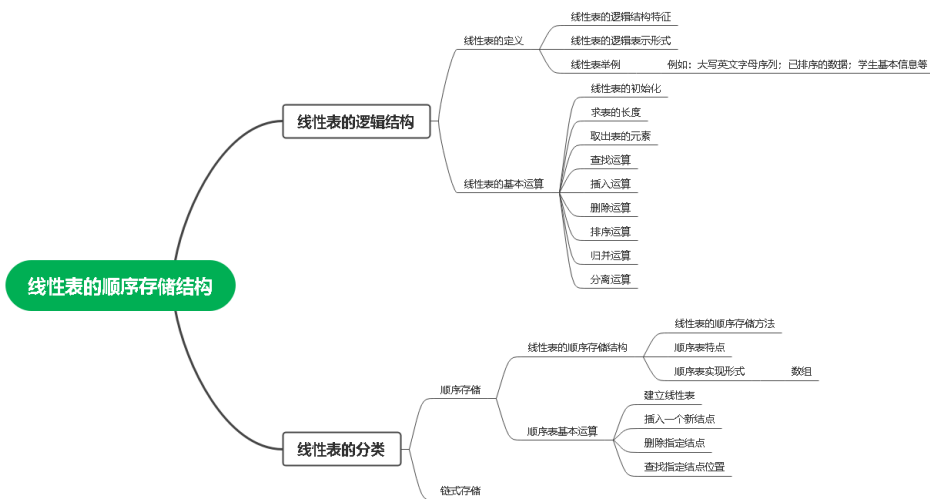 线性表的顺序存储结构
线性表的逻辑结构
线性表的定义
线性表的逻辑结构特征
线性表的逻辑表示形式
线性表举例
例如：大写英文字母序列；已排序的数据；学生基本信息等
线性表的基本运算
线性表的初始化
求表的长度
取出表的元素
查找运算
插入运算
删除运算
排序运算
归并运算
分离运算
线性表的分类
顺序存储
线性表的顺序存储结构
线性表的顺序存储方法
顺序表特点
顺序表实现形式
数组
顺序表基本运算
建立线性表
插入一个新结点
删除指定结点
查找指定结点位置
链式存储